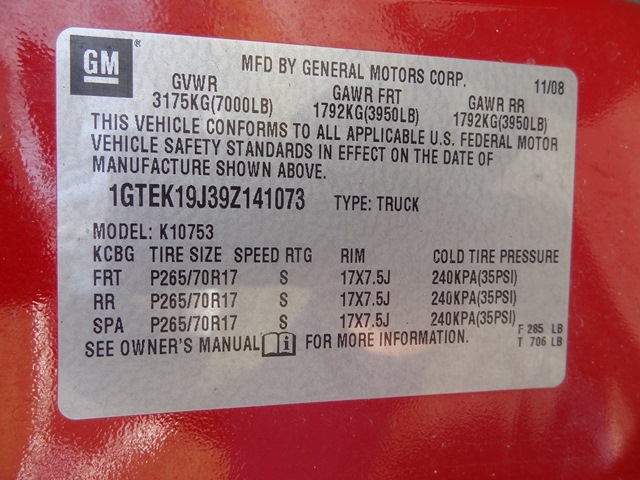 GM®
MFD BY GENERAL MOTORS CORP.
11/08
GVWR GAWR FRT GAWR RR
3175KG(7000LB) 1792KG(3950LB) 1792KG(3950LB)
THIS VEHICLE CONFORMS TO ALL APPLICABLE U.S. FEDERAL MOTOR
VEHICLE SAFETY STANDARDS IN EFFECT ON THE DATE OF
MANUFACTURE SHOWN ABOVE.
1GTEK19J39Z141073 TYPE: TRUCK
MODEL: K10753
KCBG TIRE SIZE SPEED RTG RIM COLD TIRE PRESSURE
FRT P265/70R17 S 17X7.5J 240KPA(35PSI)
RR P265/70R17 S 17X7.5J 240KPA(35PSI)
SPA P265/70R17 S 17X7.5J 240KPA(35PSI)
F 285 LB
T 706 LB
SEE OWNER'S MANUAL i FOR MORE INFORMATION.